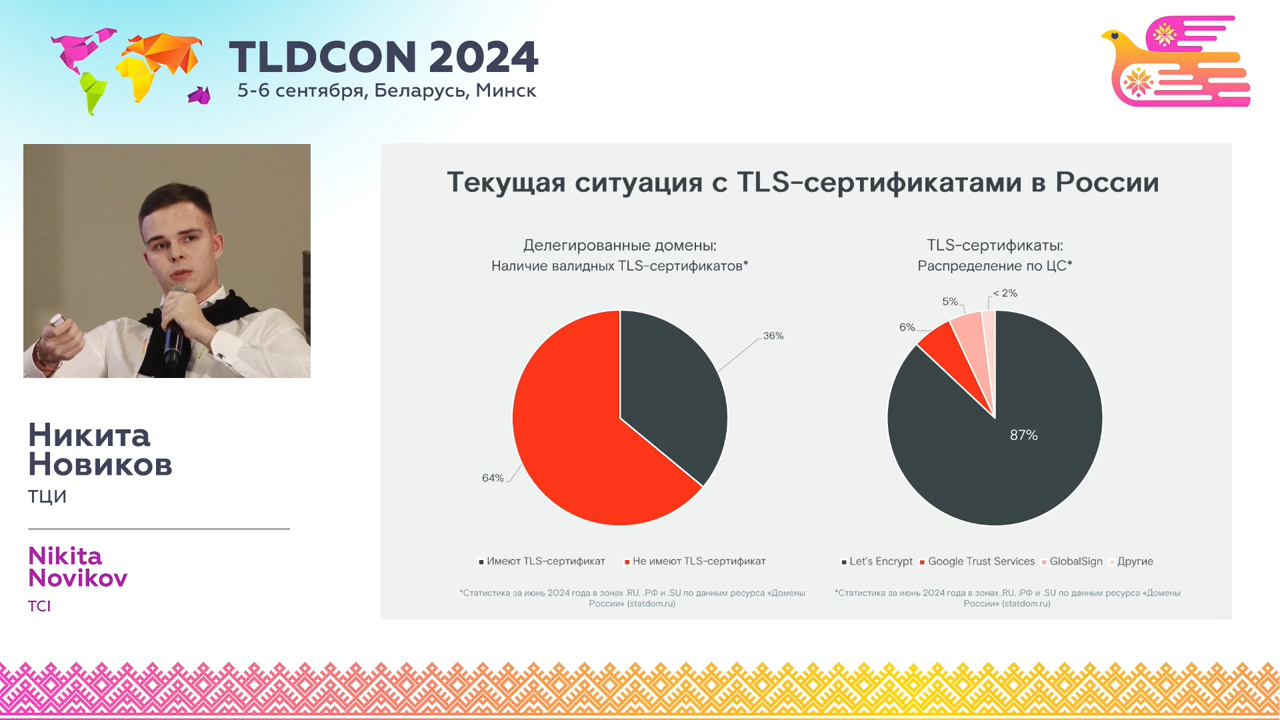 TLDCON 2024
5-6 сентября, Беларусь, Минск
Никита
Новиков
ТЦИ
Nikita
Novikov
TCI
Текущая ситуация с TLS-сертификатами в России
Делегированные домены:
Наличие валидных TLS-сертификатов*
36%
64%
Имеют TLS-сертификат
Не имеют TLS-сертификат
*Статистика за июнь 2024 года в зонах .RU, .РФ и .SU по данным ресурса «Домены
России» (statdom.ru)
TLS-сертификаты:
Распределение по ЦС*
< 2%
5%
6%
87%
Let's Encrypt
Google Trust Services
GlobalSign
Другие
*Статистика за июнь 2024 года в зонах .RU, .РФ и .SU по данным ресурса «Домены
России» (statdom.ru)